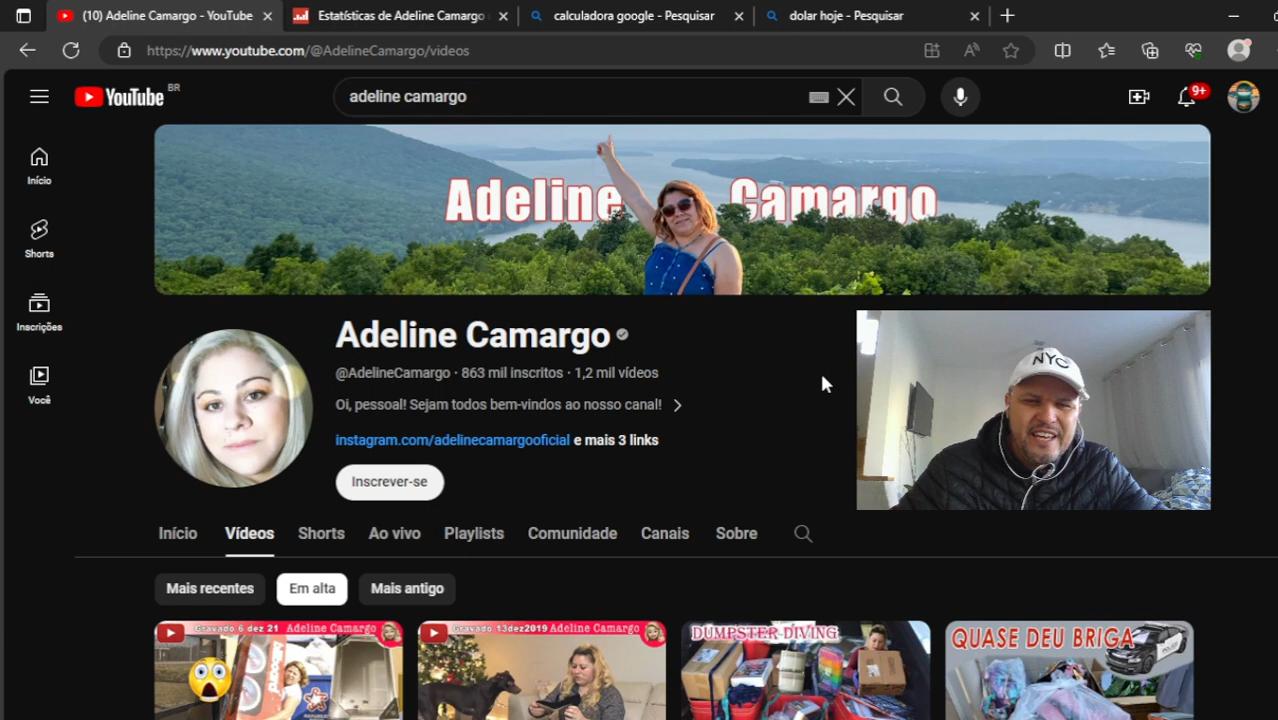 (10) Adeline Camargo - YouTube
Estatísticas de Adeline Camargo
calculadora google - Pesquisar
dolar hoje - Pesquisar
https://www.youtube.com/@AdelineCamargo/videos
YouTube BR
adeline camargo
9+
Início
Shorts
Inscrições
Você
Adeline Camargo
Adeline Camargo
@AdelineCamargo · 863 mil inscritos · 1,2 mil vídeos
Oi, pessoal! Sejam todos bem-vindos ao nosso canal!
instagram.com/adelinecamargooficial e mais 3 links
Inscrever-se
NYC
Início Vídeos Shorts Ao vivo Playlists Comunidade Canais Sobre
Mais recentes Em alta Mais antigo
Gravado 6 dez 21 Adeline Camargo
Gravado 13dez2019 Adeline Camargo
DUMPSTER DIVING
QUASE DEU BRIGA